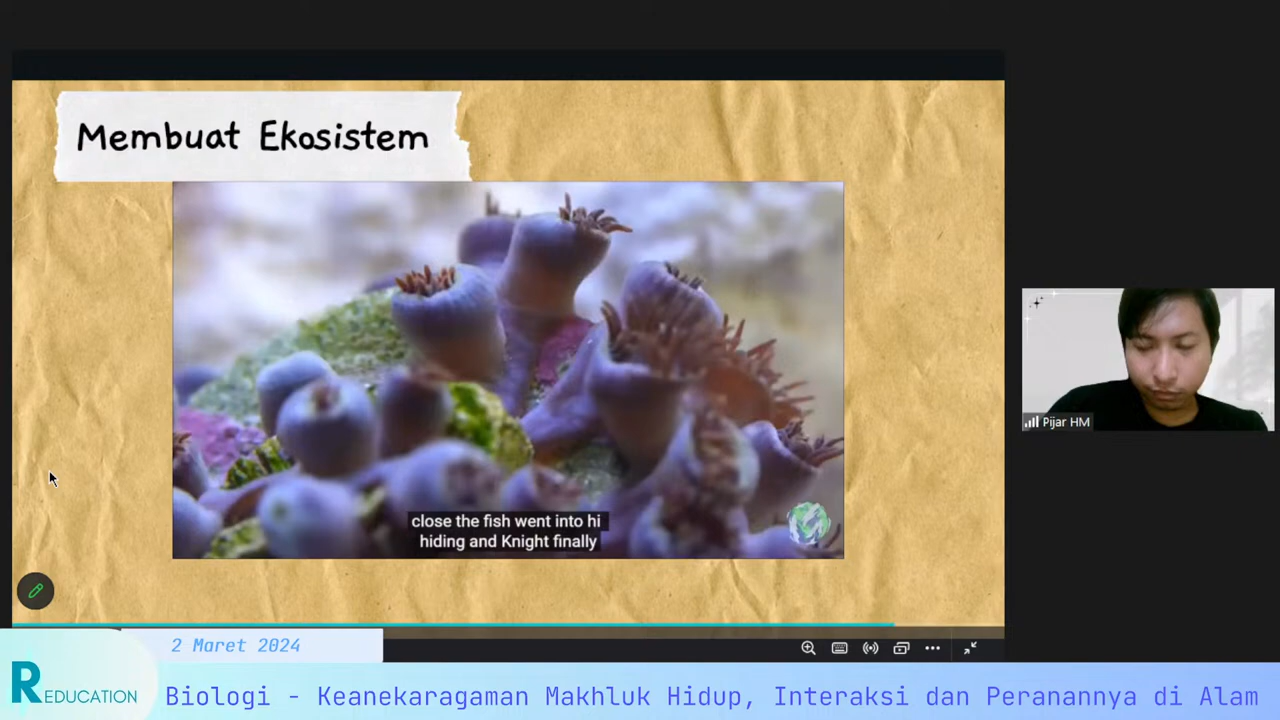 Membuat Ekosistem
close the fish went into hi
hiding and Knight finally
Pijar HM
2 Maret 2024
REDUCATION
Biologi - Keanekaragaman Makhluk Hidup, Interaksi dan Peranannya di Alam